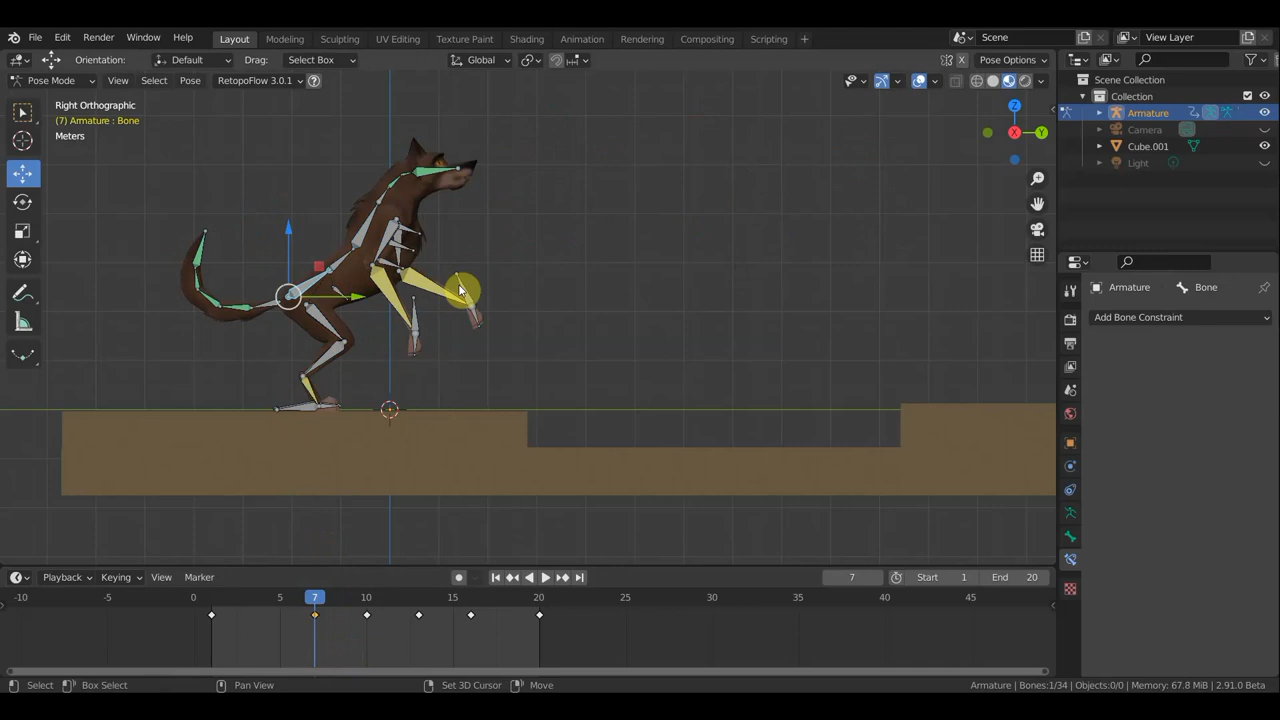 File Edit Render Window Help Layout Modeling Sculpting UV Editing Texture Paint Shading Animation Rendering Compositing Scripting + Scene View Layer
Orientation: Default Drag: Select Box Global Pose Options
Pose Mode View Select Pose RetopoFlow 3.0.1 ?
Scene Collection
Collection
Armature
Camera
Cube.001
Light
Right Orthographic
(7) Armature : Bone
Meters
Z
X
Y
Armature Bone
Add Bone Constraint
Playback Keying View Marker 7 Start 1 End 20
-10 -5 0 5 7 10 15 20 25 30 35 40 45
Select Box Select Pan View Set 3D Cursor Move Armature | Bones:1/34 | Objects:0/0 | Memory: 67.8 MiB | 2.91.0 Beta